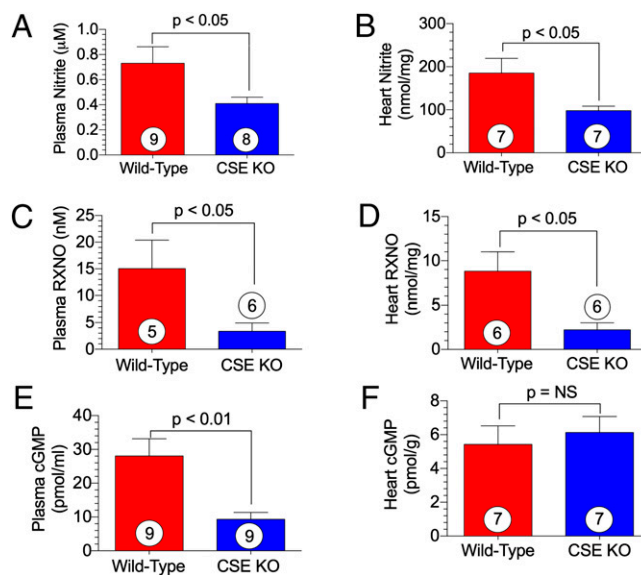 A
p < 0.05
Plasma Nitrite (µM)
1.0
0.8
0.6
0.4
0.2
0.0
9
8
Wild-Type
CSE KO
B
p < 0.05
Heart Nitrite
(nmol/mg)
300
200
100
0
7
7
Wild-Type
CSE KO
C
p < 0.05
Plasma RXNO (nM)
25
20
15
10
5
0
5
6
Wild-Type
CSE KO
D
p < 0.05
Heart RXNO
(nmol/mg)
15
10
5
0
6
6
Wild-Type
CSE KO
E
p < 0.01
Plasma cGMP
(pmol/ml)
40
30
20
10
0
9
9
Wild-Type
CSE KO
F
p = NS
Heart cGMP
(pmol/g)
8
6
4
2
0
7
7
Wild-Type
CSE KO